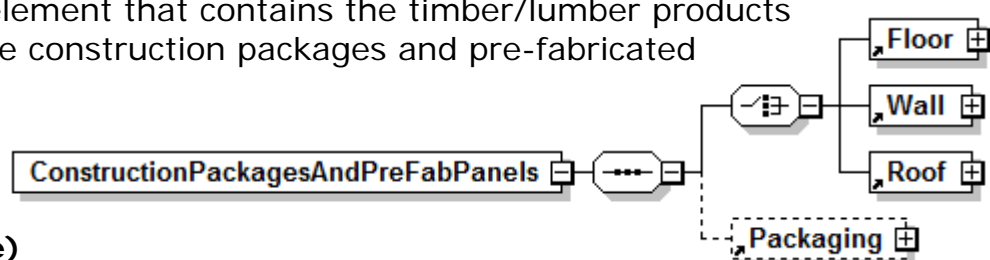 element that contains the timber/lumber products
e construction packages and pre-fabricated
Floor
Wall
ConstructionPackagesAndPreFabPanels
Roof
Packaging
e)